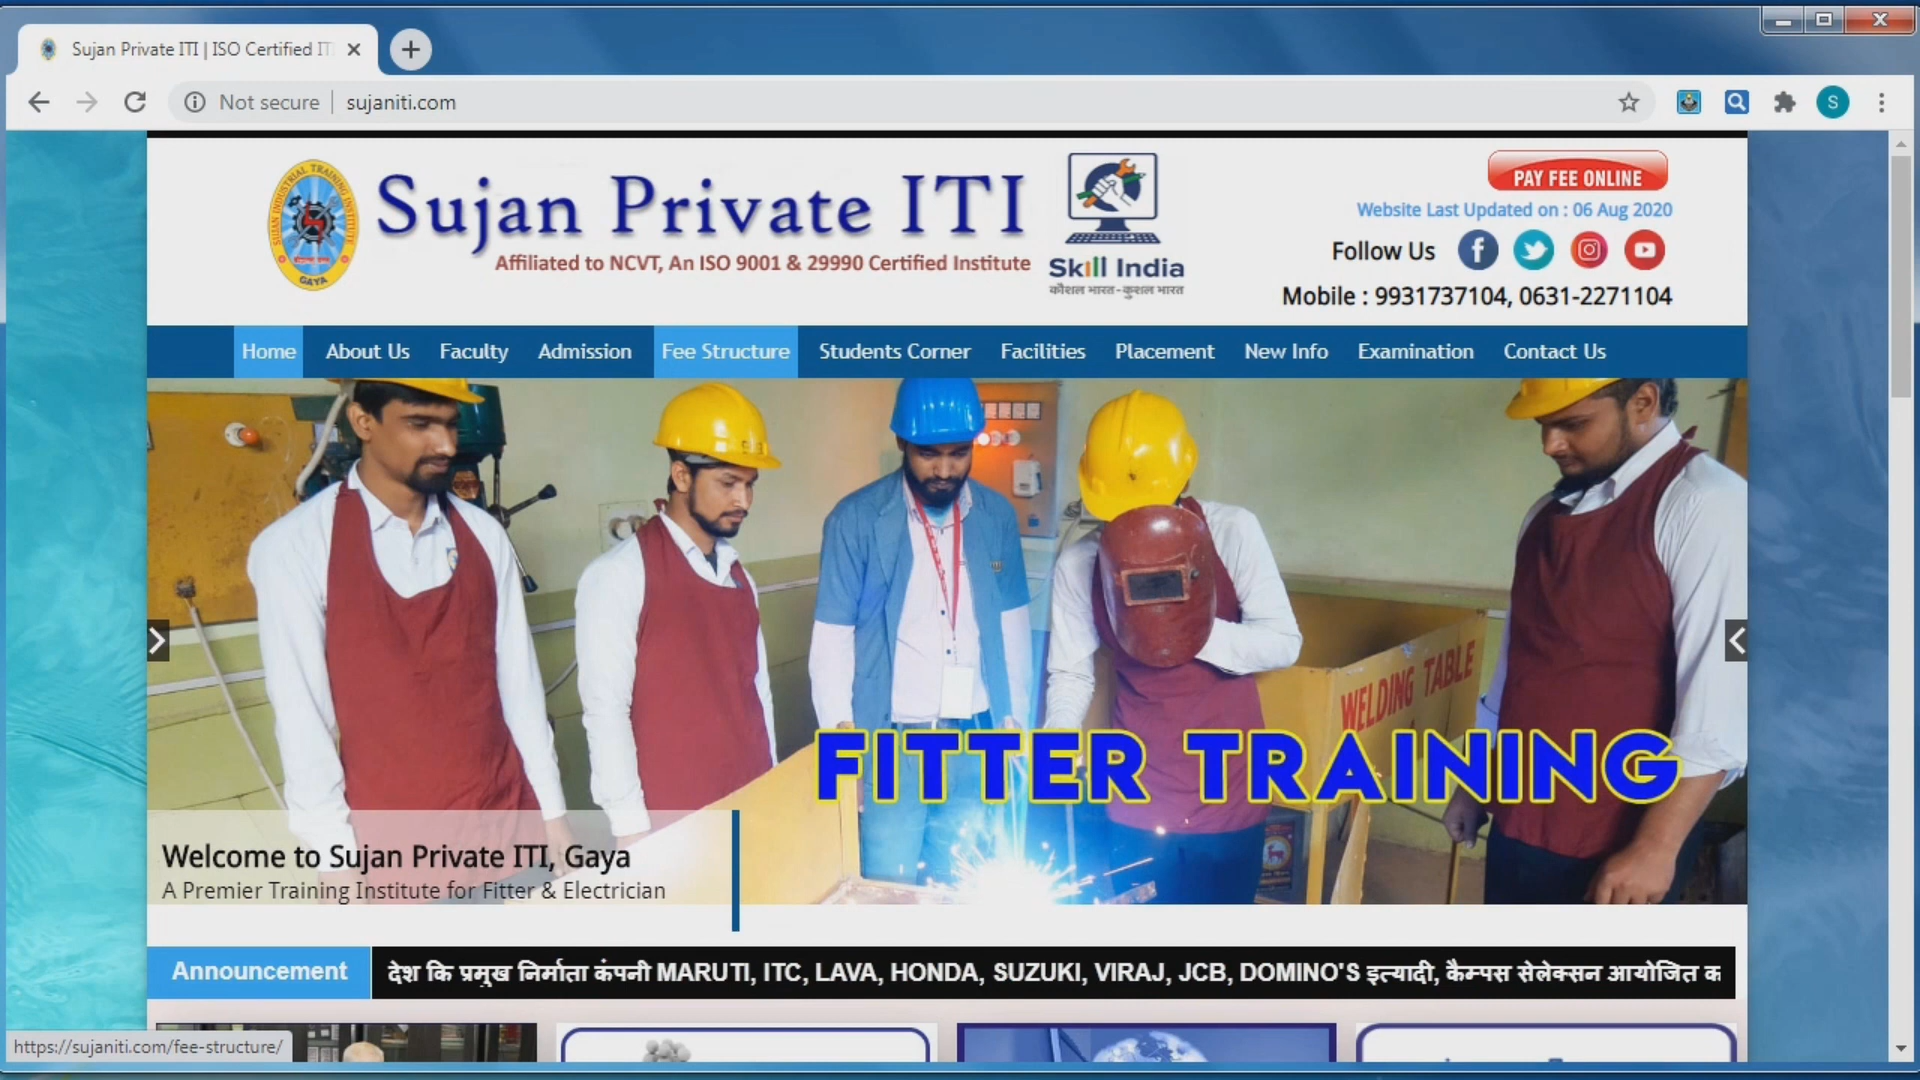 Sujan Private ITI | ISO Certified IT
Not secure
sujaniti.com
S
SUJAN INDUSTRIAL TRAINING INSTITUTE
GAYA
Sujan Private ITI
Affiliated to NCVT, An ISO 9001 & 29990 Certified Institute
Skill India
कौशल भारत-कुशल भारत
PAY FEE ONLINE
Website Last Updated on : 06 Aug 2020
Follow Us
Mobile : 9931737104, 0631-2271104
Home About Us Faculty Admission Fee Structure Students Corner Facilities Placement New Info Examination Contact Us
WELDING TABLE
FITTER TRAINING
Welcome to Sujan Private ITI, Gaya
A Premier Training Institute for Fitter & Electrician
Announcement
देश कि प्रमुख निर्माता कंपनी MARUTI, ITC, LAVA, HONDA, SUZUKI, VIRAJ, JCB, DOMINO'S इत्यादी, कैम्पस सेलेक्सन आयोजित क
https://sujaniti.com/fee-structure/